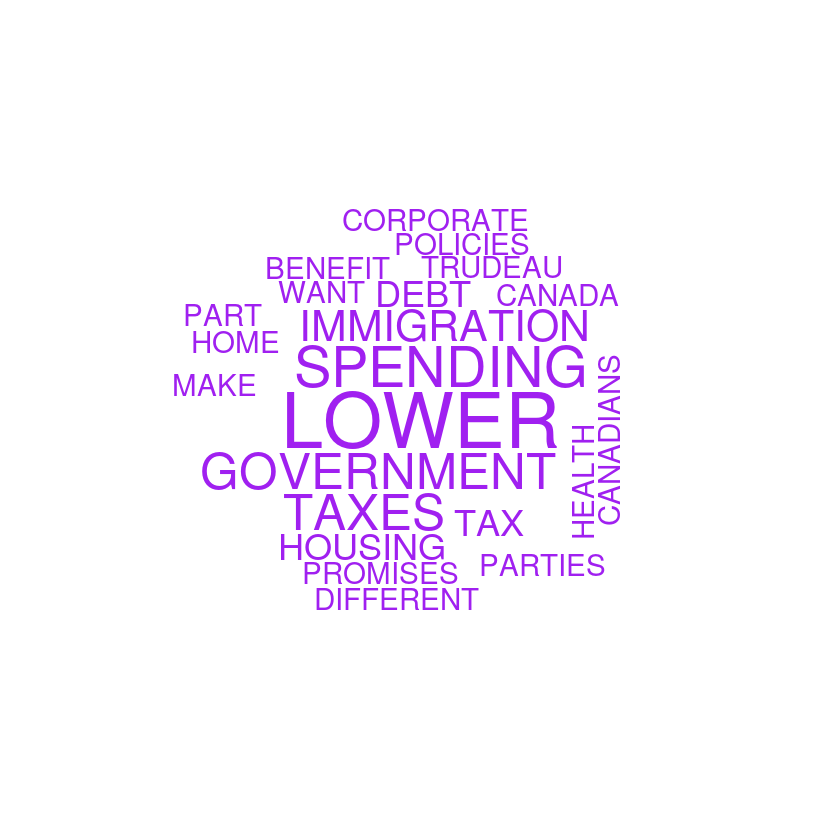 CORPORATE
POLICIES
BENEFIT TRUDEAU
WANT DEBT CANADA
PART IMMIGRATION
HOME
SPENDING
MAKE
LOWER
CANADIANS
HEALTH
GOVERNMENT
TAXES TAX
HOUSING
PROMISES PARTIES
DIFFERENT